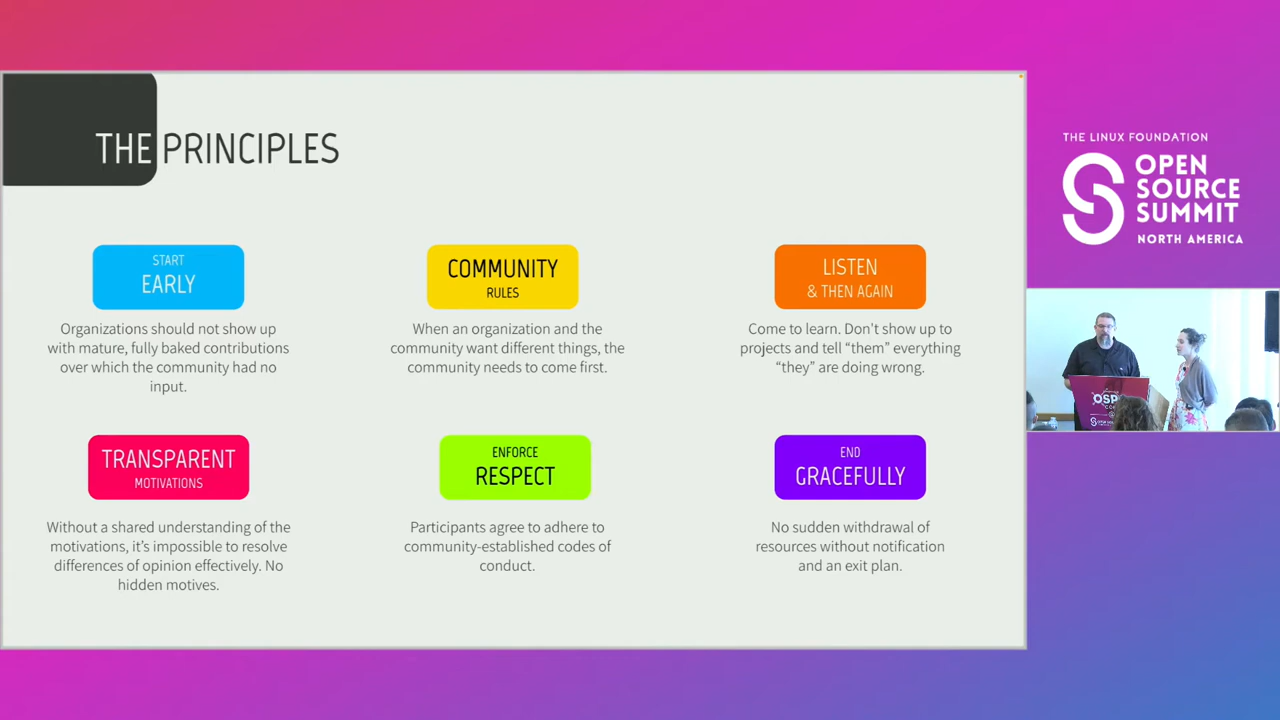 THE PRINCIPLES
START
EARLY
Organizations should not show up
with mature, fully baked contributions
over which the community had no
input.
COMMUNITY
RULES
When an organization and the
community want different things, the
community needs to come first.
LISTEN
& THEN AGAIN
Come to learn. Don't show up to
projects and tell “them” everything
“they” are doing wrong.
TRANSPARENT
MOTIVATIONS
Without a shared understanding of the
motivations, it’s impossible to resolve
differences of opinion effectively. No
hidden motives.
ENFORCE
RESPECT
Participants agree to adhere to
community-established codes of
conduct.
END
GRACEFULLY
No sudden withdrawal of
resources without notification
and an exit plan.
THE LINUX FOUNDATION
OPEN
SOURCE
SUMMIT
NORTH AMERICA